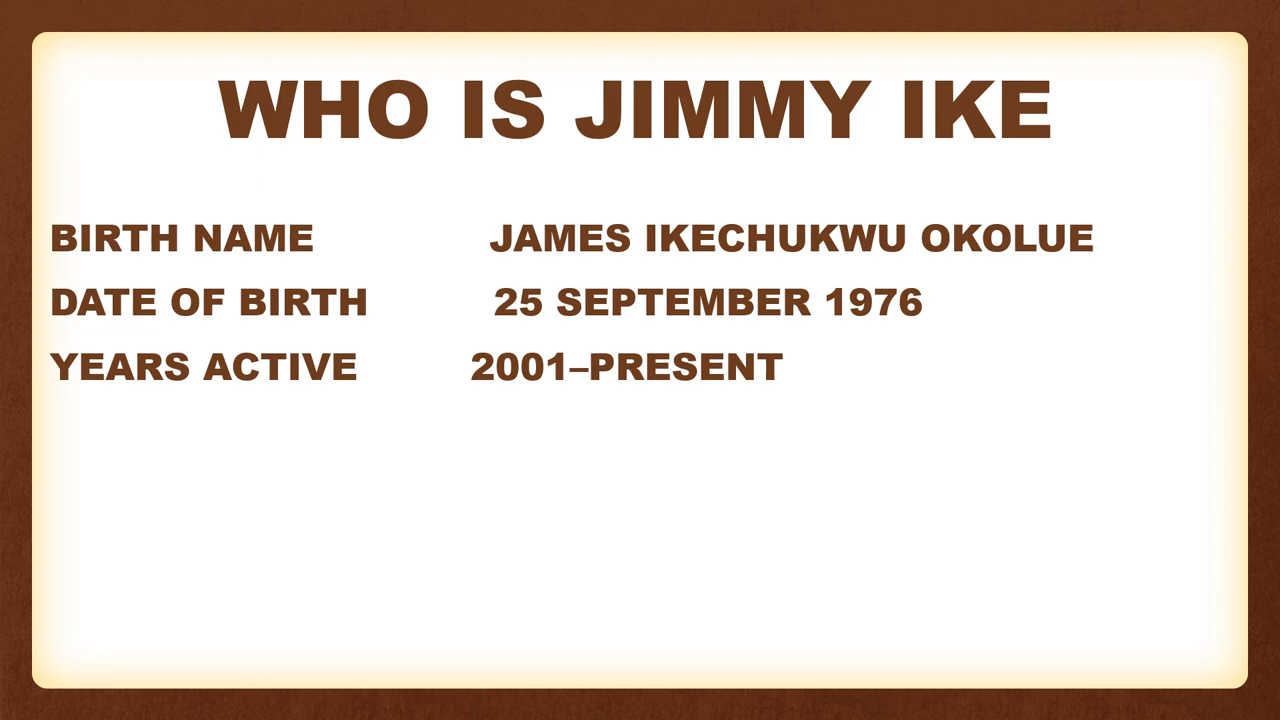 WHO IS JIMMY IKE
BIRTH NAME JAMES IKECHUKWU OKOLUE
DATE OF BIRTH 25 SEPTEMBER 1976
YEARS ACTIVE 2001–PRESENT